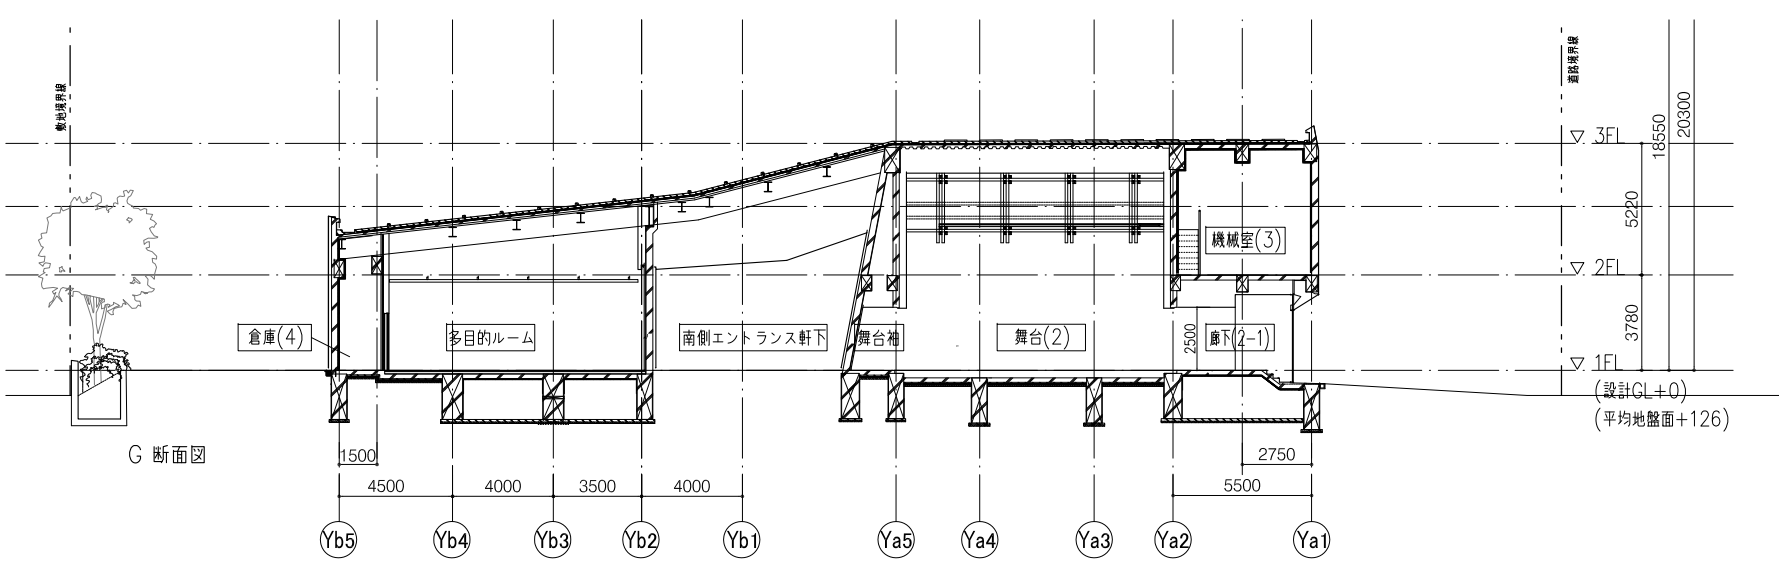 敷地境界線
道路境界線
3FL
18550
20300
5220
機械室(3)
2FL
3780
倉庫(4)
多目的ルーム
南側エントランス軒下
舞台袖
舞台(2)
2500
廊下(2-1)
1FL
(設計GL+0)
(平均地盤面+126)
G 断面図
1500
2750
4500
4000
3500
4000
5500
Yb5
Yb4
Yb3
Yb2
Yb1
Ya5
Ya4
Ya3
Ya2
Ya1